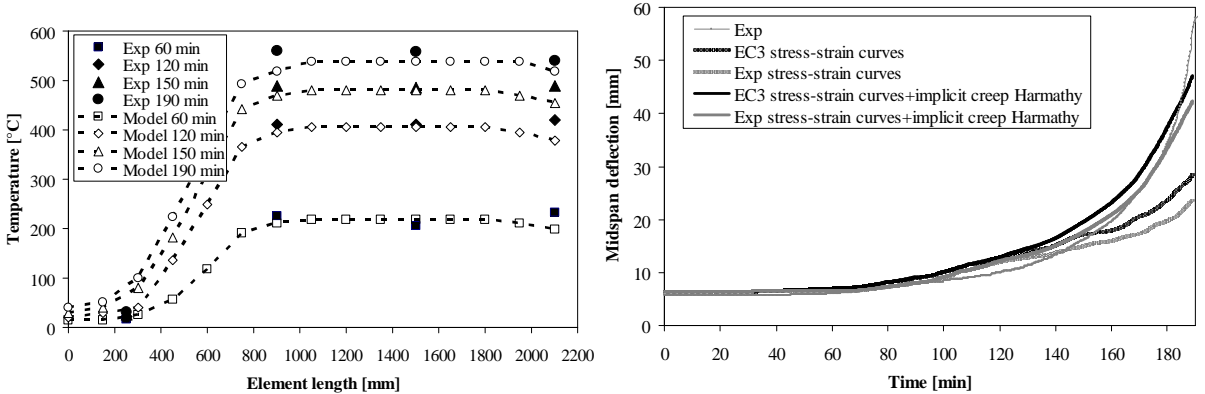 600
500
400
300
200
100
0
Temperature [°C]
Exp 60 min
Exp 120 min
Exp 150 min
Exp 190 min
Model 60 min
Model 120 min
Model 150 min
Model 190 min
0 200 400 600 800 1000 1200 1400 1600 1800 2000 2200
Element length [mm]
60
50
40
30
20
10
0
Midspan deflection [mm]
Exp
EC3 stress-strain curves
Exp stress-strain curves
EC3 stress-strain curves+implicit creep Harmathy
Exp stress-strain curves+implicit creep Harmathy
0 20 40 60 80 100 120 140 160 180
Time [min]